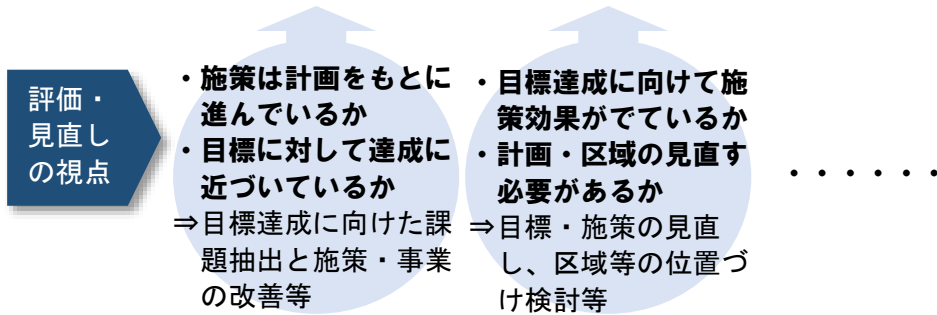 評価・
見直し
の視点
・施策は計画をもとに
進んでいるか
・目標に対して達成に
近づいているか
⇒目標達成に向けた課
題抽出と施策・事業
の改善等
・目標達成に向けて施
策効果がでているか
・計画・区域の見直す
必要があるか
⇒目標・施策の見直
し、区域等の位置づ
け検討等
・・・・・・